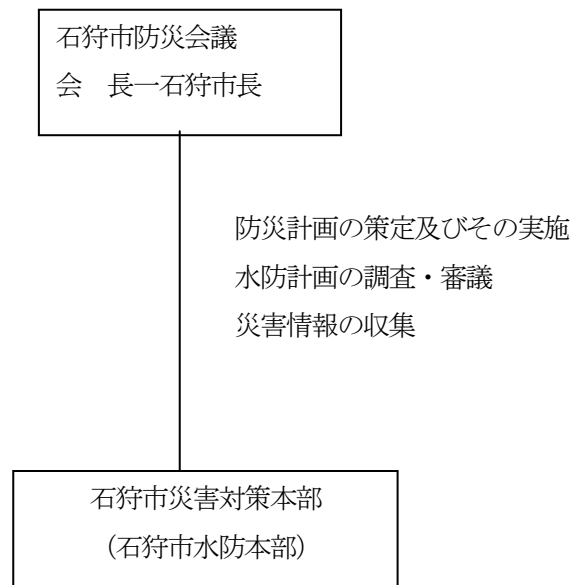 石狩市防災会議
会　長一石狩市長
防災計画の策定及びその実施
水防計画の調査・審議
災害情報の収集
石狩市災害対策本部
（石狩市水防本部）